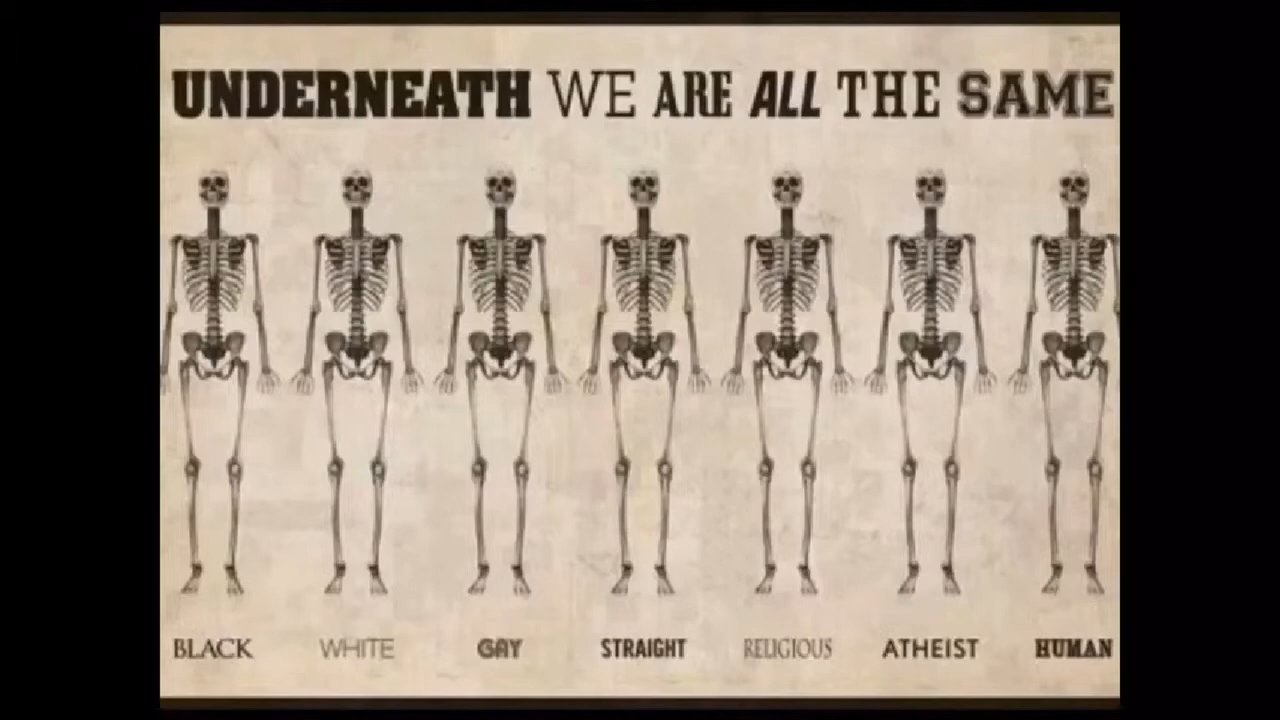 UNDERNEATH WE ARE ALL THE SAME
BLACK WHITE GAY STRAIGHT RELIGIOUS ATHEIST HUMAN